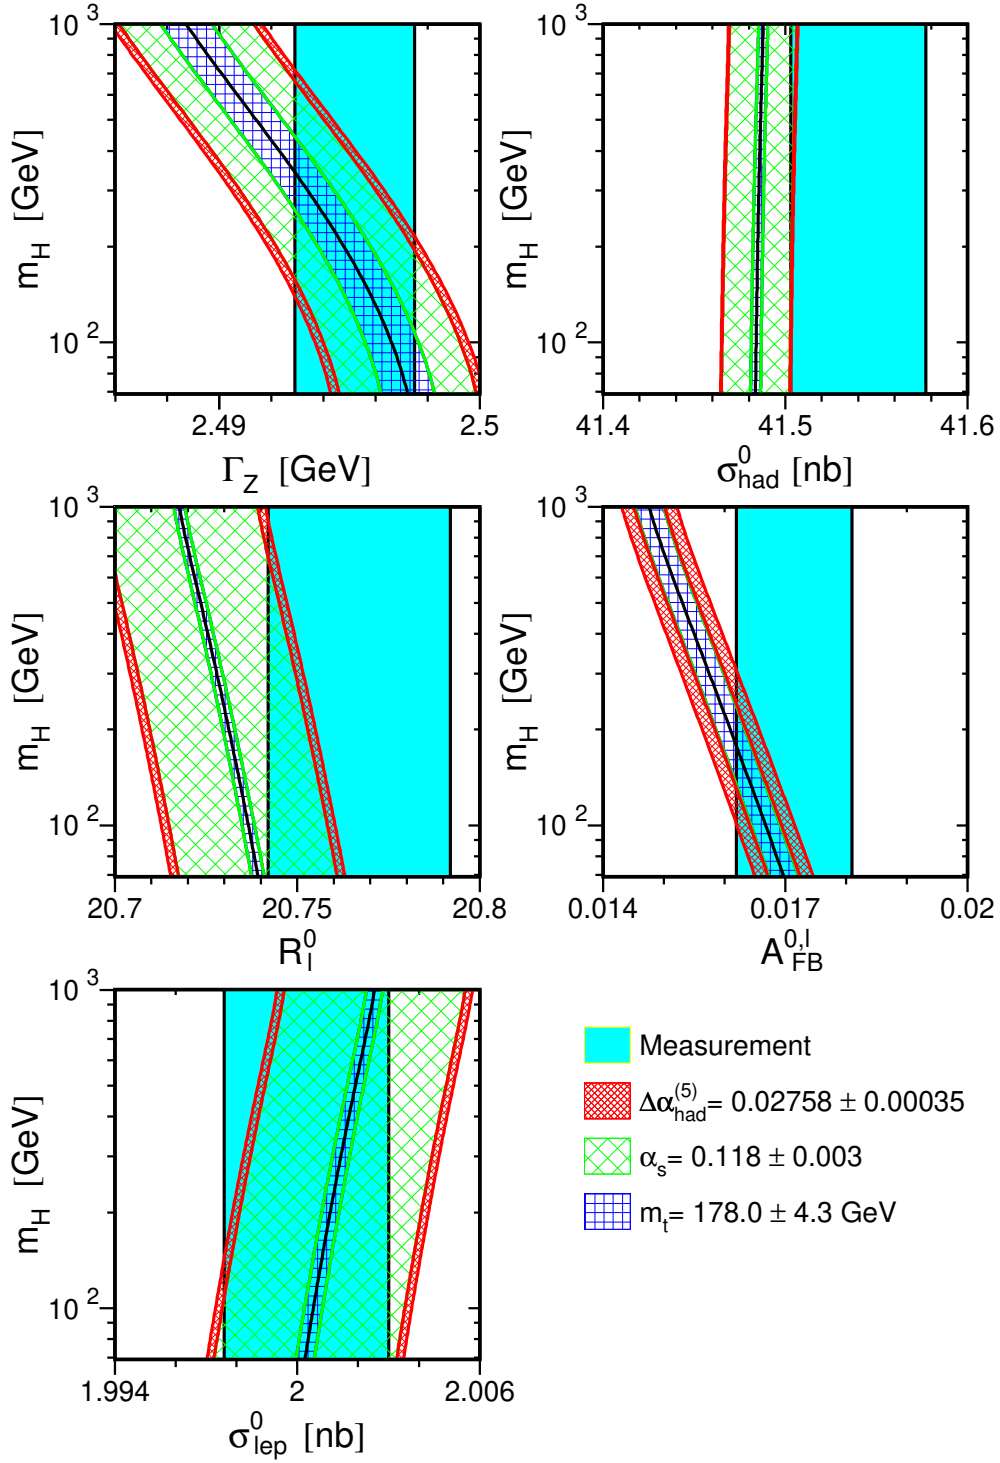 10³
10²
m_H [GeV]
2.49 2.5
Γ_Z [GeV]
10³
10²
m_H [GeV]
41.4 41.5 41.6
σ⁰_had [nb]
10³
10²
m_H [GeV]
20.7 20.75 20.8
R⁰_l
10³
10²
m_H [GeV]
0.014 0.017 0.02
A^{0,l}_FB
10³
10²
m_H [GeV]
1.994 2 2.006
σ⁰_lep [nb]
Measurement
Δα^{(5)}_had= 0.02758 ± 0.00035
α_s= 0.118 ± 0.003
m_t= 178.0 ± 4.3 GeV